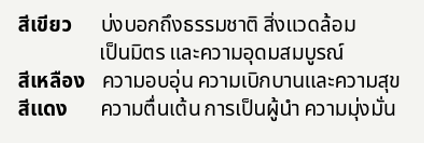 สีเขียว บ่งบอกถึงธรรมชาติ สิ่งแวดล้อม
เป็นมิตร และความอุดมสมบูรณ์
สีเหลือง ความอบอุ่น ความเบิกบานและความสุข
สีแดง ความตื่นเต้น การเป็นผู้นำ ความมุ่งมั่น